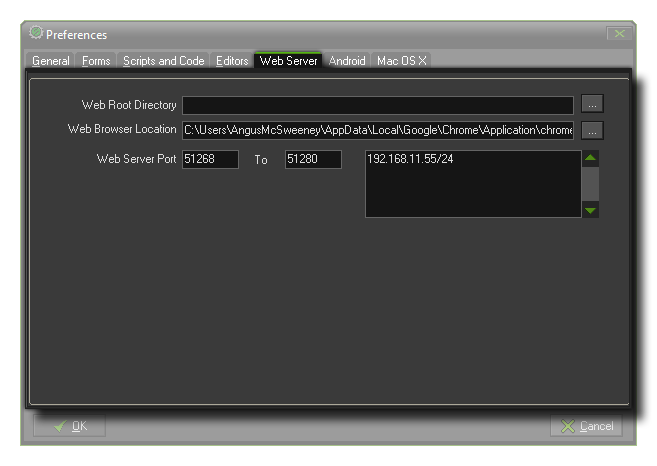 Preferences
General Forms Scripts and Code Editors Web Server Android Mac OS X
Web Root Directory ...
Web Browser Location C:\Users\AngusMcSweeney\AppData\Local\Google\Chrome\Application\chrome ...
Web Server Port 51268 To 51280 192.168.11.55/24
OK Cancel